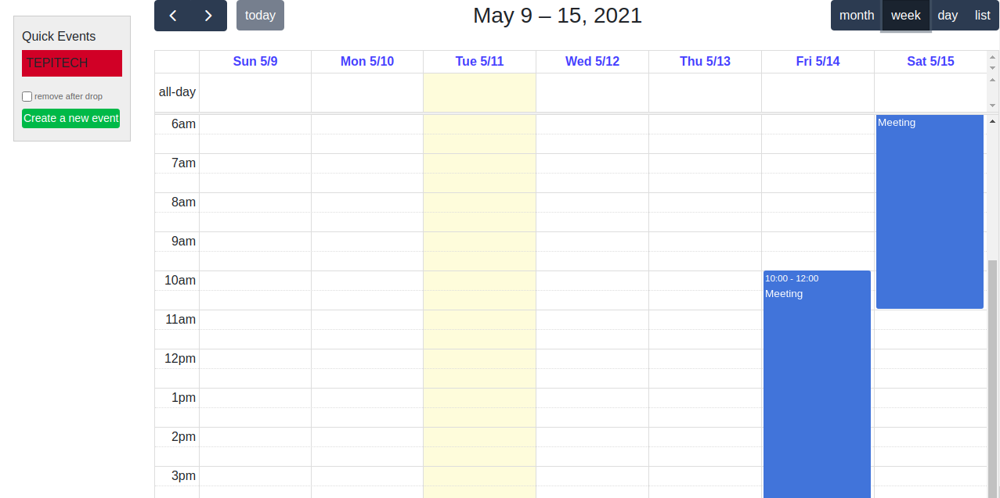 today
May 9 – 15, 2021
month week day list
Quick Events
TEPITECH
remove after drop
Create a new event
Sun 5/9 Mon 5/10 Tue 5/11 Wed 5/12 Thu 5/13 Fri 5/14 Sat 5/15
all-day
6am
Meeting
7am
8am
9am
10am
10:00 - 12:00
Meeting
11am
12pm
1pm
2pm
3pm